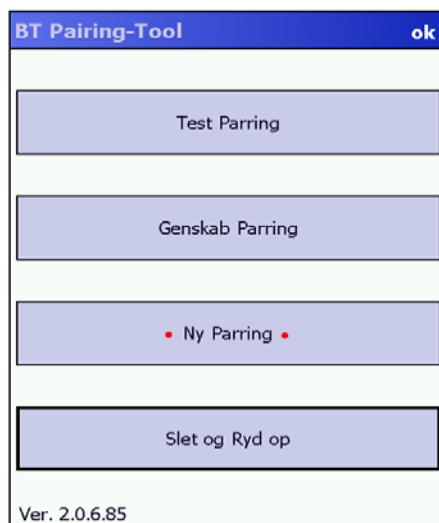 BT Pairing-Tool ok
Test Parring
Genskab Parring
Ny Parring
Slet og Ryd op
Ver. 2.0.6.85